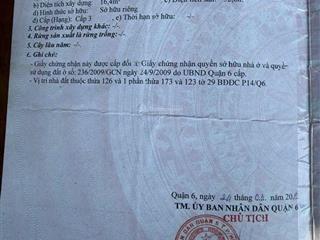 b) Diện tích xây dựng: 16,4m²
d) Hình thức sở hữu: Sở hữu riêng
đ) Cấp (Hạng): Cấp 3 , e) Thời hạn sở hữu: -/-
3. Công trình xây dựng khác: -/-
4. Rừng sản xuất là rừng trồng: -/-
5. Cây lâu năm: -/-
I. Ghi chú:
- Giấy chứng nhận này được cấp đổi từ Giấy chứng nhận quyền sở hữu nhà ở và quyền
sử dụng đất ở số: 236/2009/GCN ngày 24/9/2009 do UBND Quận 6 cấp.
- Vị trí nhà đất thuộc thửa 126 và 1 phần thửa 173 và 123 tờ 29 BĐĐC P14/Q6.
Quận 6, ngày
TM. ỦY BAN NHÂN DÂN QUẬN 6
CHỦ TỊCH